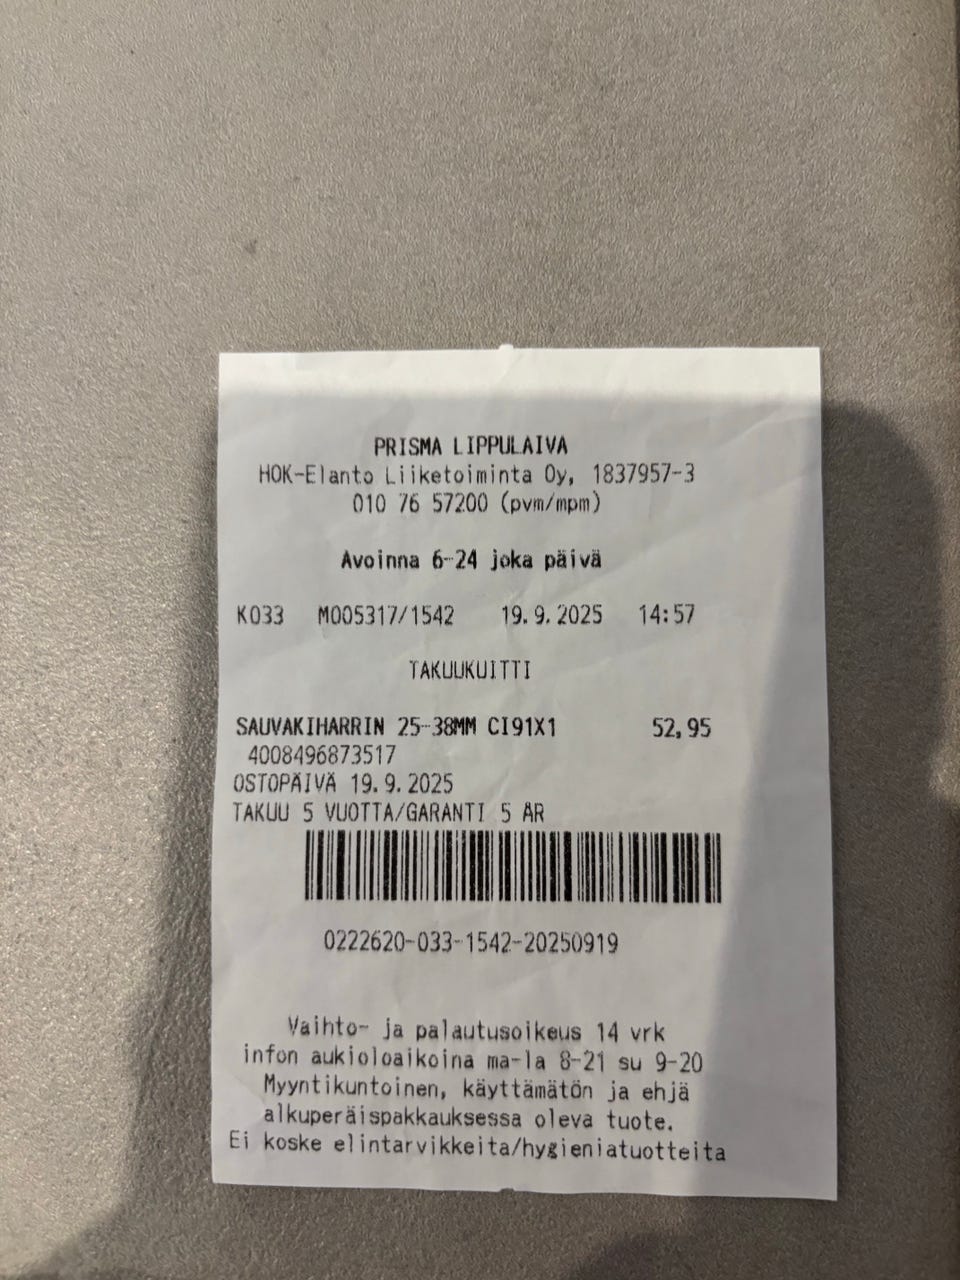 PRISMA LIPPULAIVA
HOK-Elanto Liiketoiminta Oy, 1837957-3
010 76 57200 (pvm/mpm)
Avoinna 6-24 joka päivä
K033 M005317/1542 19.9.2025 14:57
TAKUUKUITTI
SAUVAKIHARRIN 25-38MM CI91X1 52,95
4008496873517
OSTOPÄIVÄ 19.9.2025
TAKUU 5 VUOTTA/GARANTI 5 ÅR
0222620-033-1542-20250919
Vaihto- ja palautusoikeus 14 vrk
infon aukioloaikoina ma-la 8-21 su 9-20
Myyntikuntoinen, käyttämätön ja ehjä
alkuperäispakkauksessa oleva tuote.
Ei koske elintarvikkeita/hygieniatuotteita